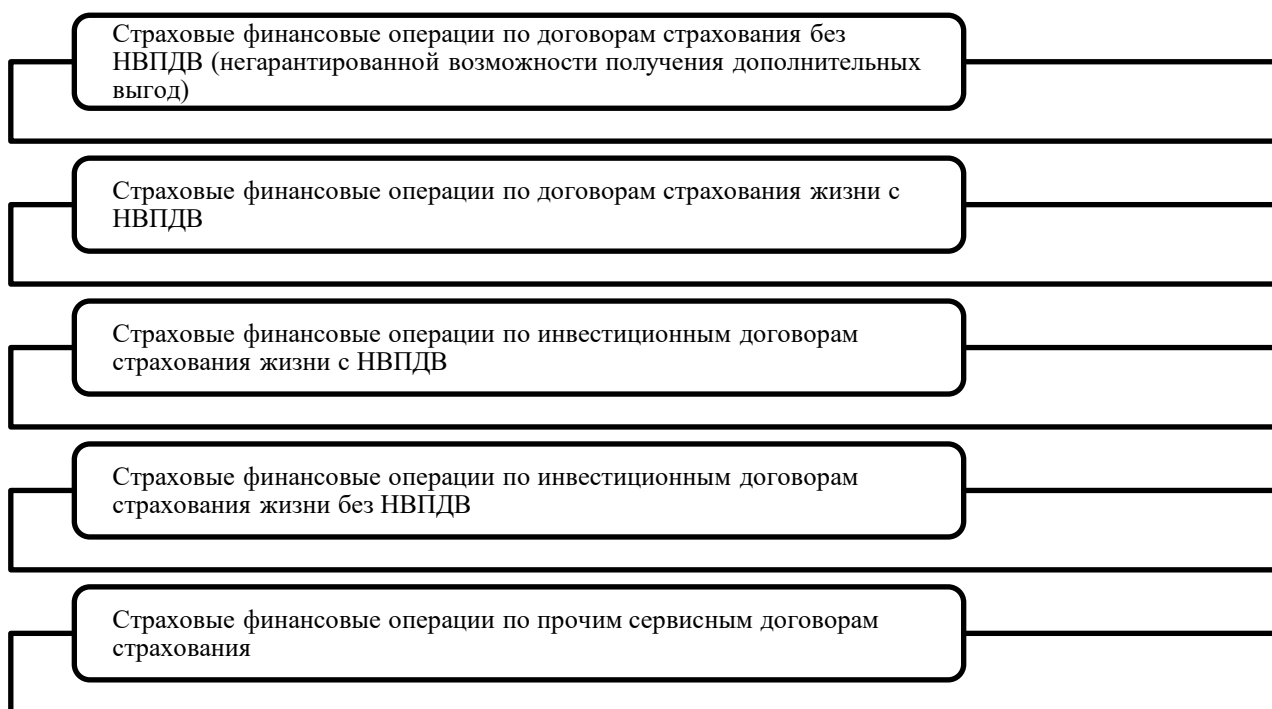 Страховые финансовые операции по договорам страхования без
НВПДВ (негарантированной возможности получения дополнительных
выгод)
Страховые финансовые операции по договорам страхования жизни с
НВПДВ
Страховые финансовые операции по инвестиционным договорам
страхования жизни с НВПДВ
Страховые финансовые операции по инвестиционным договорам
страхования жизни без НВПДВ
Страховые финансовые операции по прочим сервисным договорам
страхования